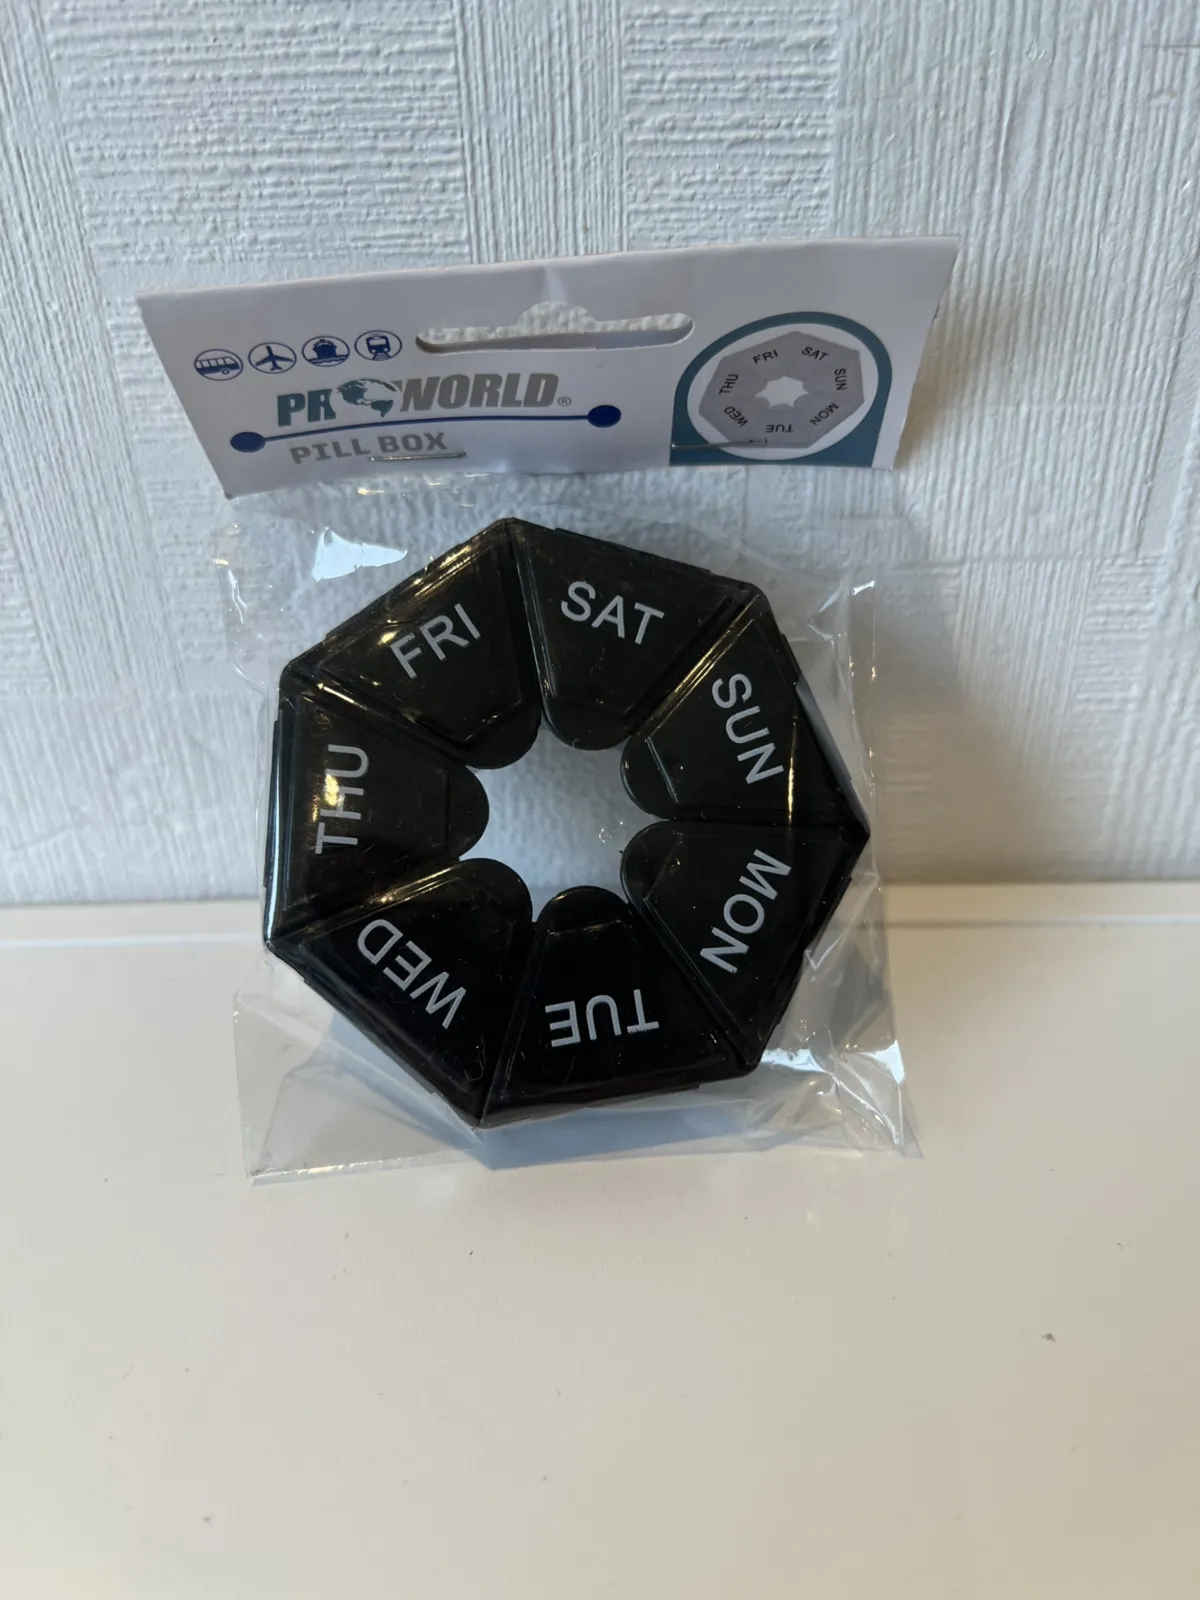 PROWORLD®
PILL BOX
FRI
SAT
SUN
MON
TUE
WED
THU
FRI
SAT
SUN
MON
TUE
WED
THU